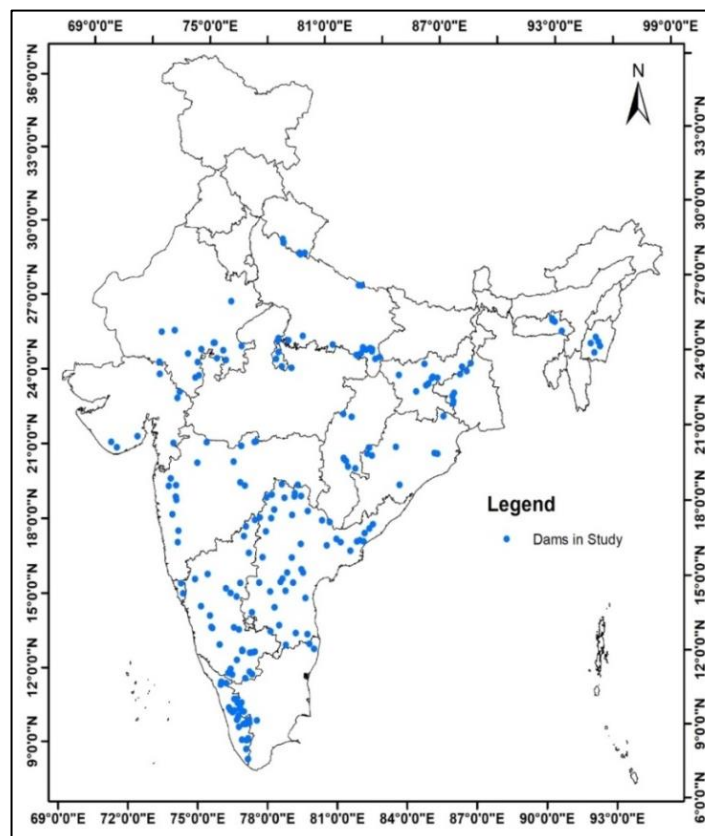 69°0'0"E 75°0'0"E 81°0'0"E 87°0'0"E 93°0'0"E 99°0'0"E
36°0'0"N
33°0'0"N
30°0'0"N
27°0'0"N
24°0'0"N
21°0'0"N
18°0'0"N
15°0'0"N
12°0'0"N
9°0'0"N
N
Legend
Dams in Study
33°0'0"N
30°0'0"N
27°0'0"N
24°0'0"N
21°0'0"N
18°0'0"N
15°0'0"N
12°0'0"N
9°0'0"N
6°0'0"N
69°0'0"E 72°0'0"E 75°0'0"E 78°0'0"E 81°0'0"E 84°0'0"E 87°0'0"E 90°0'0"E 93°0'0"E